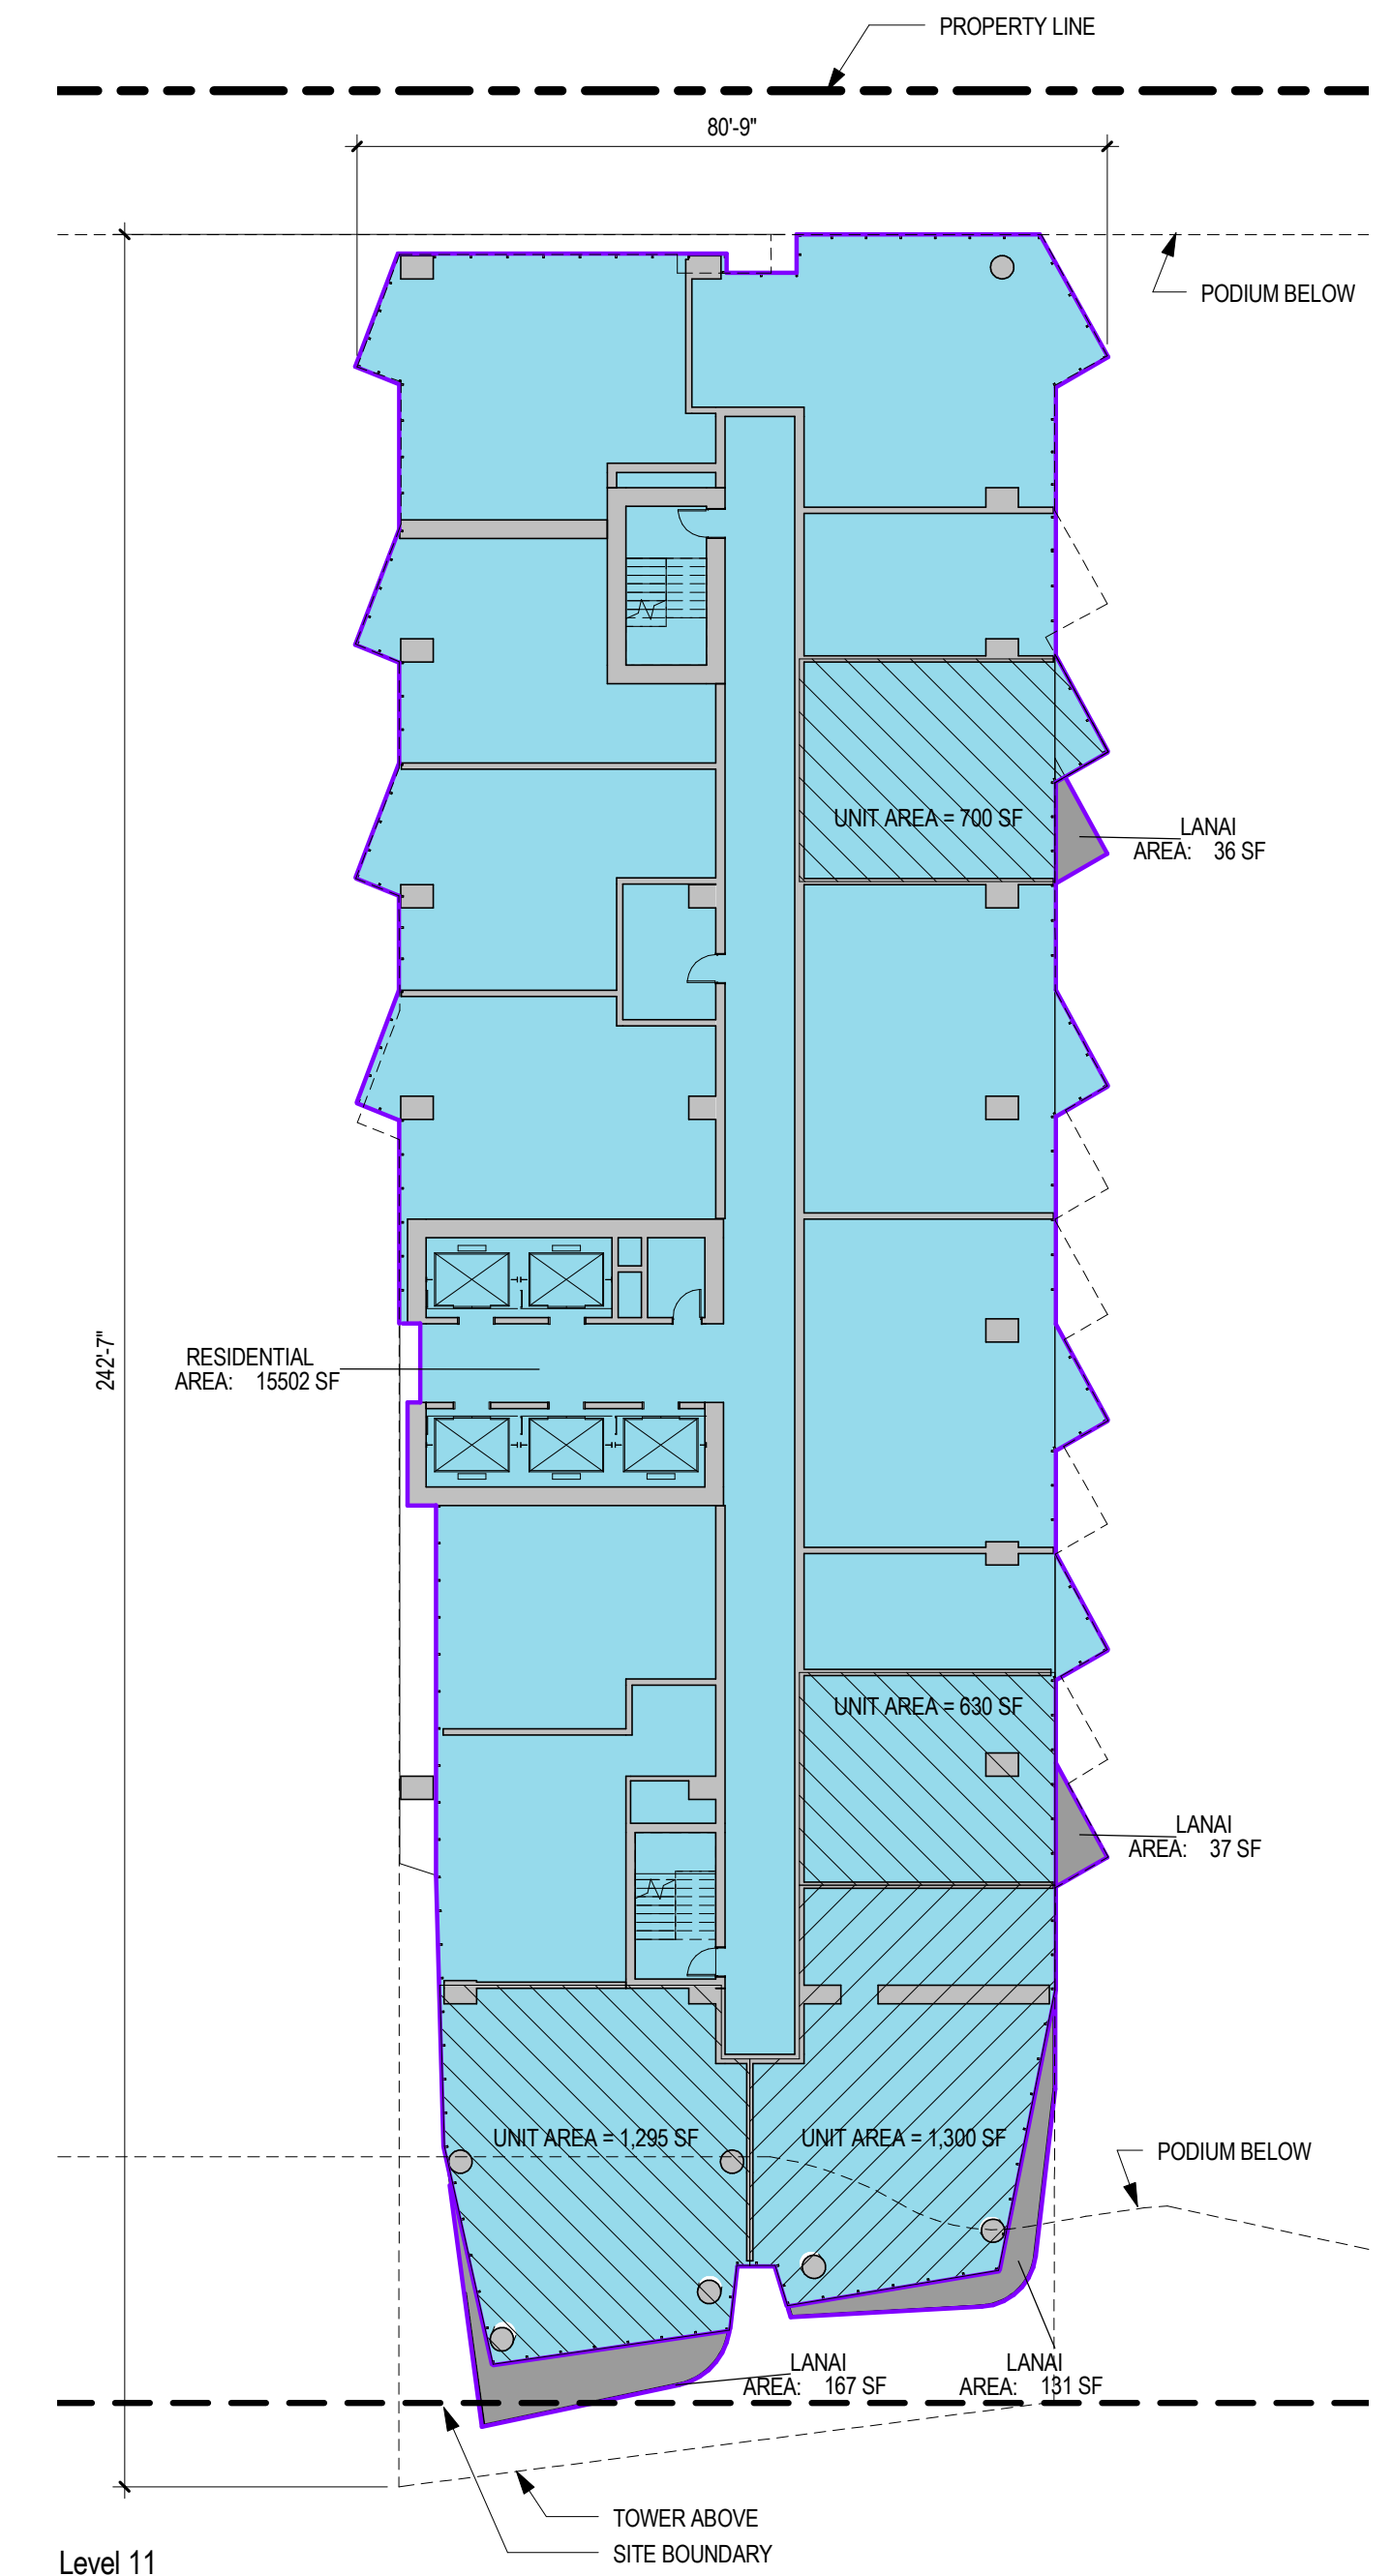 PROPERTY LINE
80'-9"
PODIUM BELOW
UNIT AREA = 700 SF
LANAI
AREA: 36 SF
242'-7"
RESIDENTIAL
AREA: 15502 SF
UNIT AREA = 630 SF
LANAI
AREA: 37 SF
UNIT AREA = 1,295 SF
UNIT AREA = 1,300 SF
PODIUM BELOW
LANAI
AREA: 167 SF
LANAI
AREA: 131 SF
TOWER ABOVE
SITE BOUNDARY
Level 11